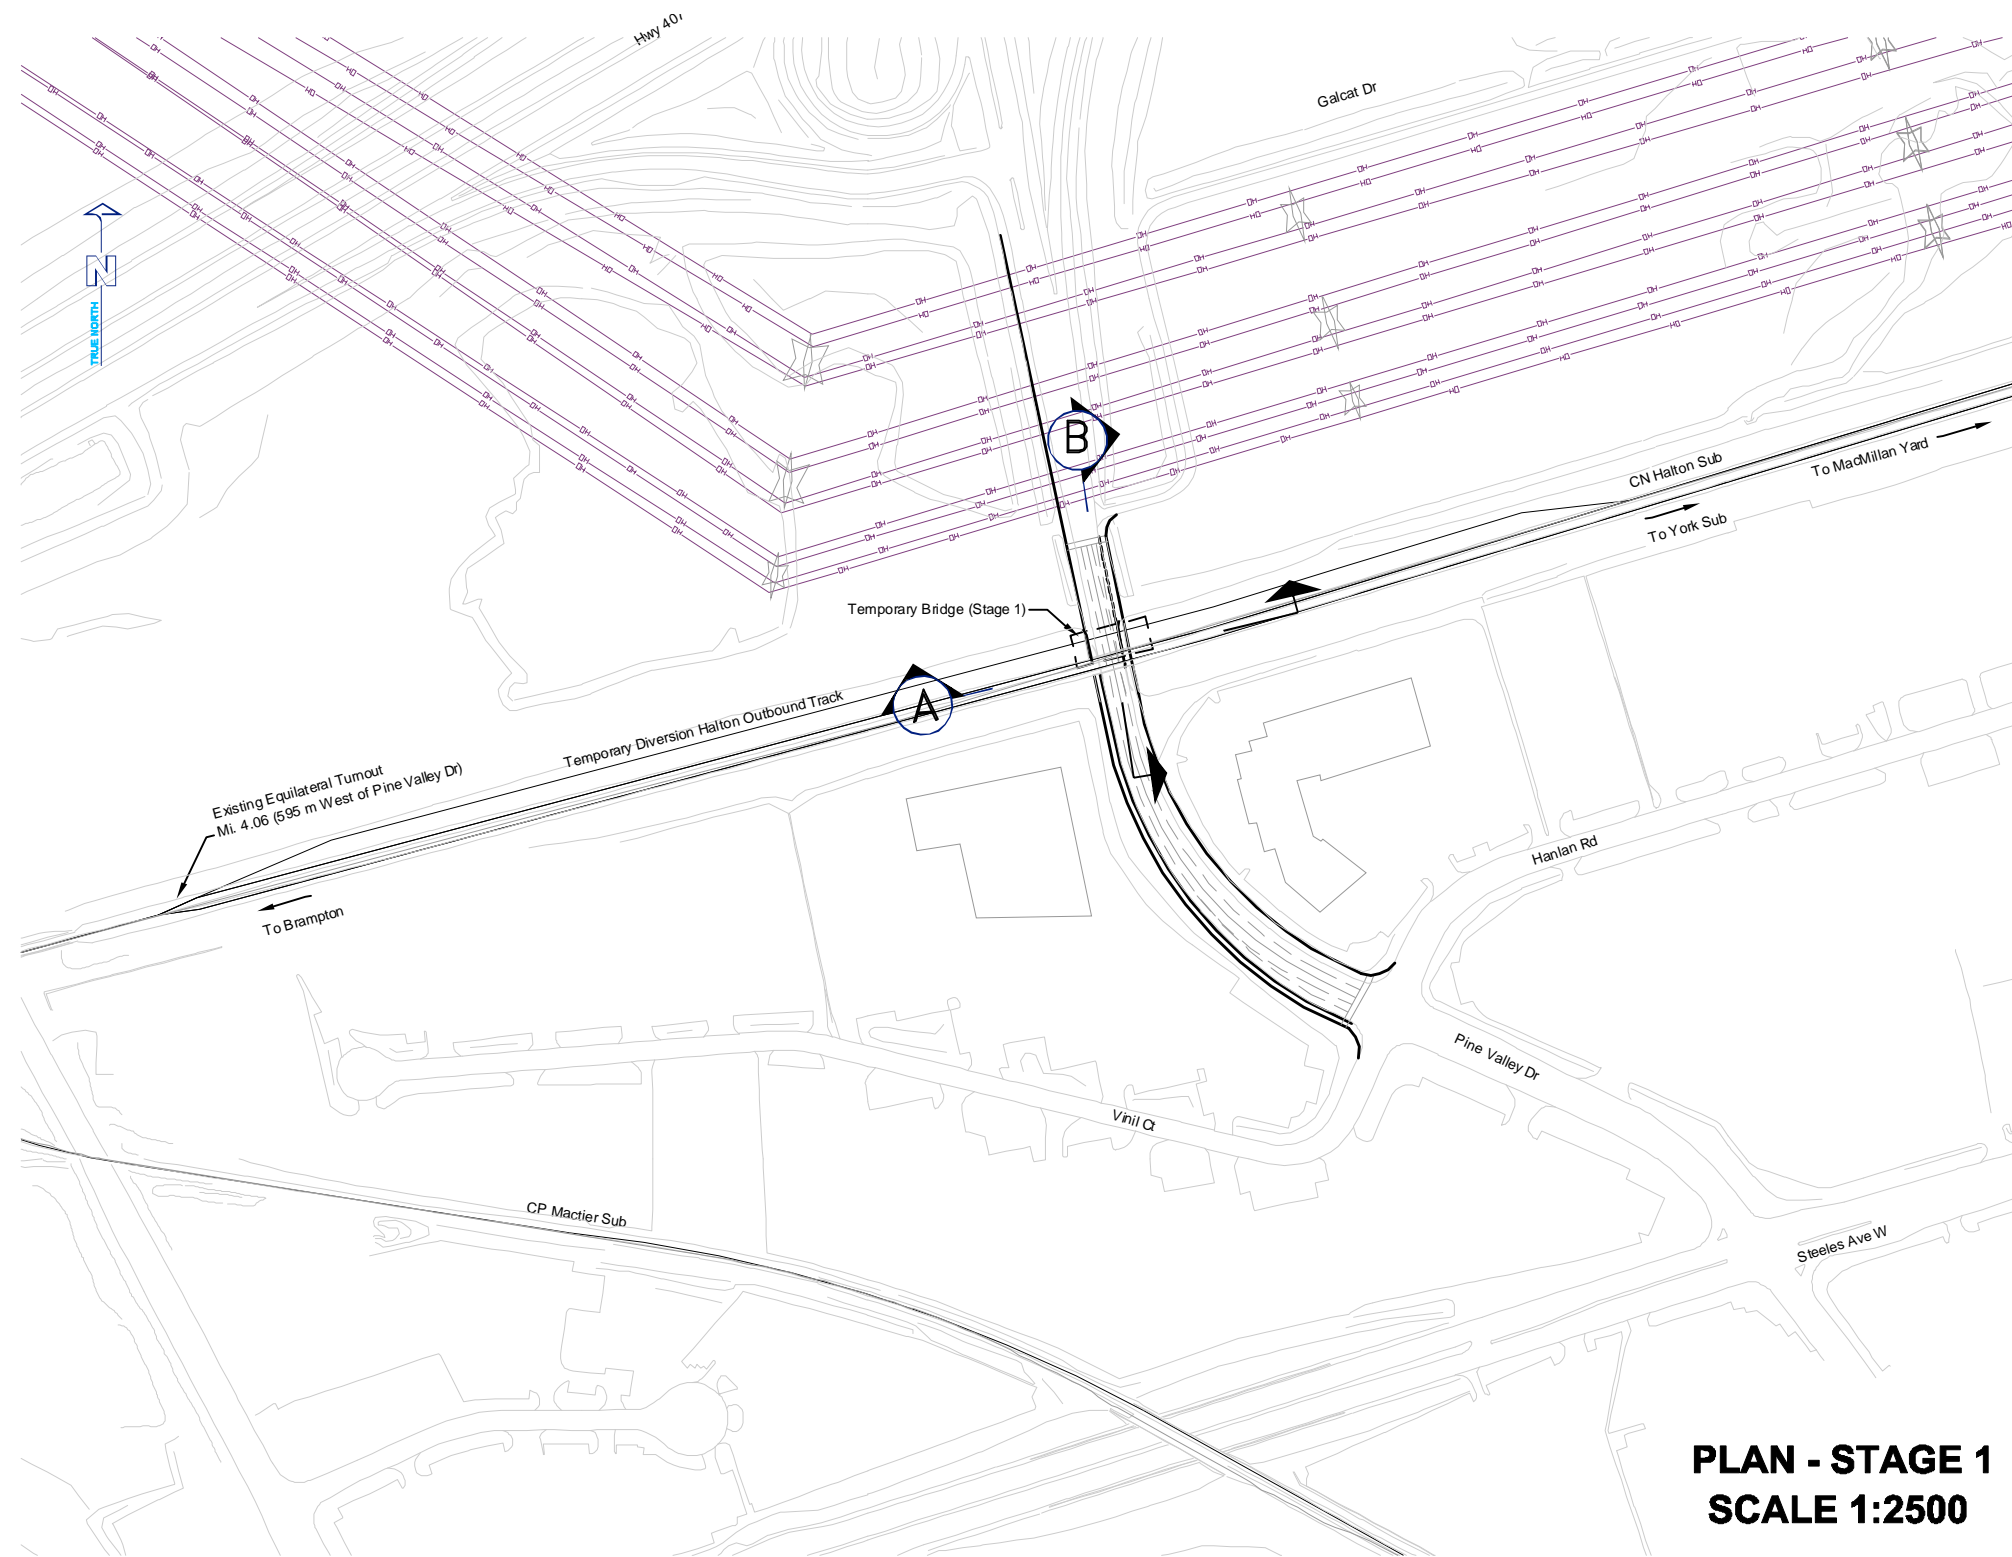 Hwy 407
Galcat Dr
N
TRUE NORTH
B
CN Halton Sub
To MacMillan Yard
To York Sub
Temporary Bridge (Stage 1)
A
Temporary Diversion Halton Outbound Track
Existing Equilateral Turnout
Mi. 4.06 (595 m West of Pine Valley Dr)
To Brampton
Hanlan Rd
Pine Valley Dr
Vinil Ct
CP Mactier Sub
Steeles Ave W
PLAN - STAGE 1
SCALE 1:2500